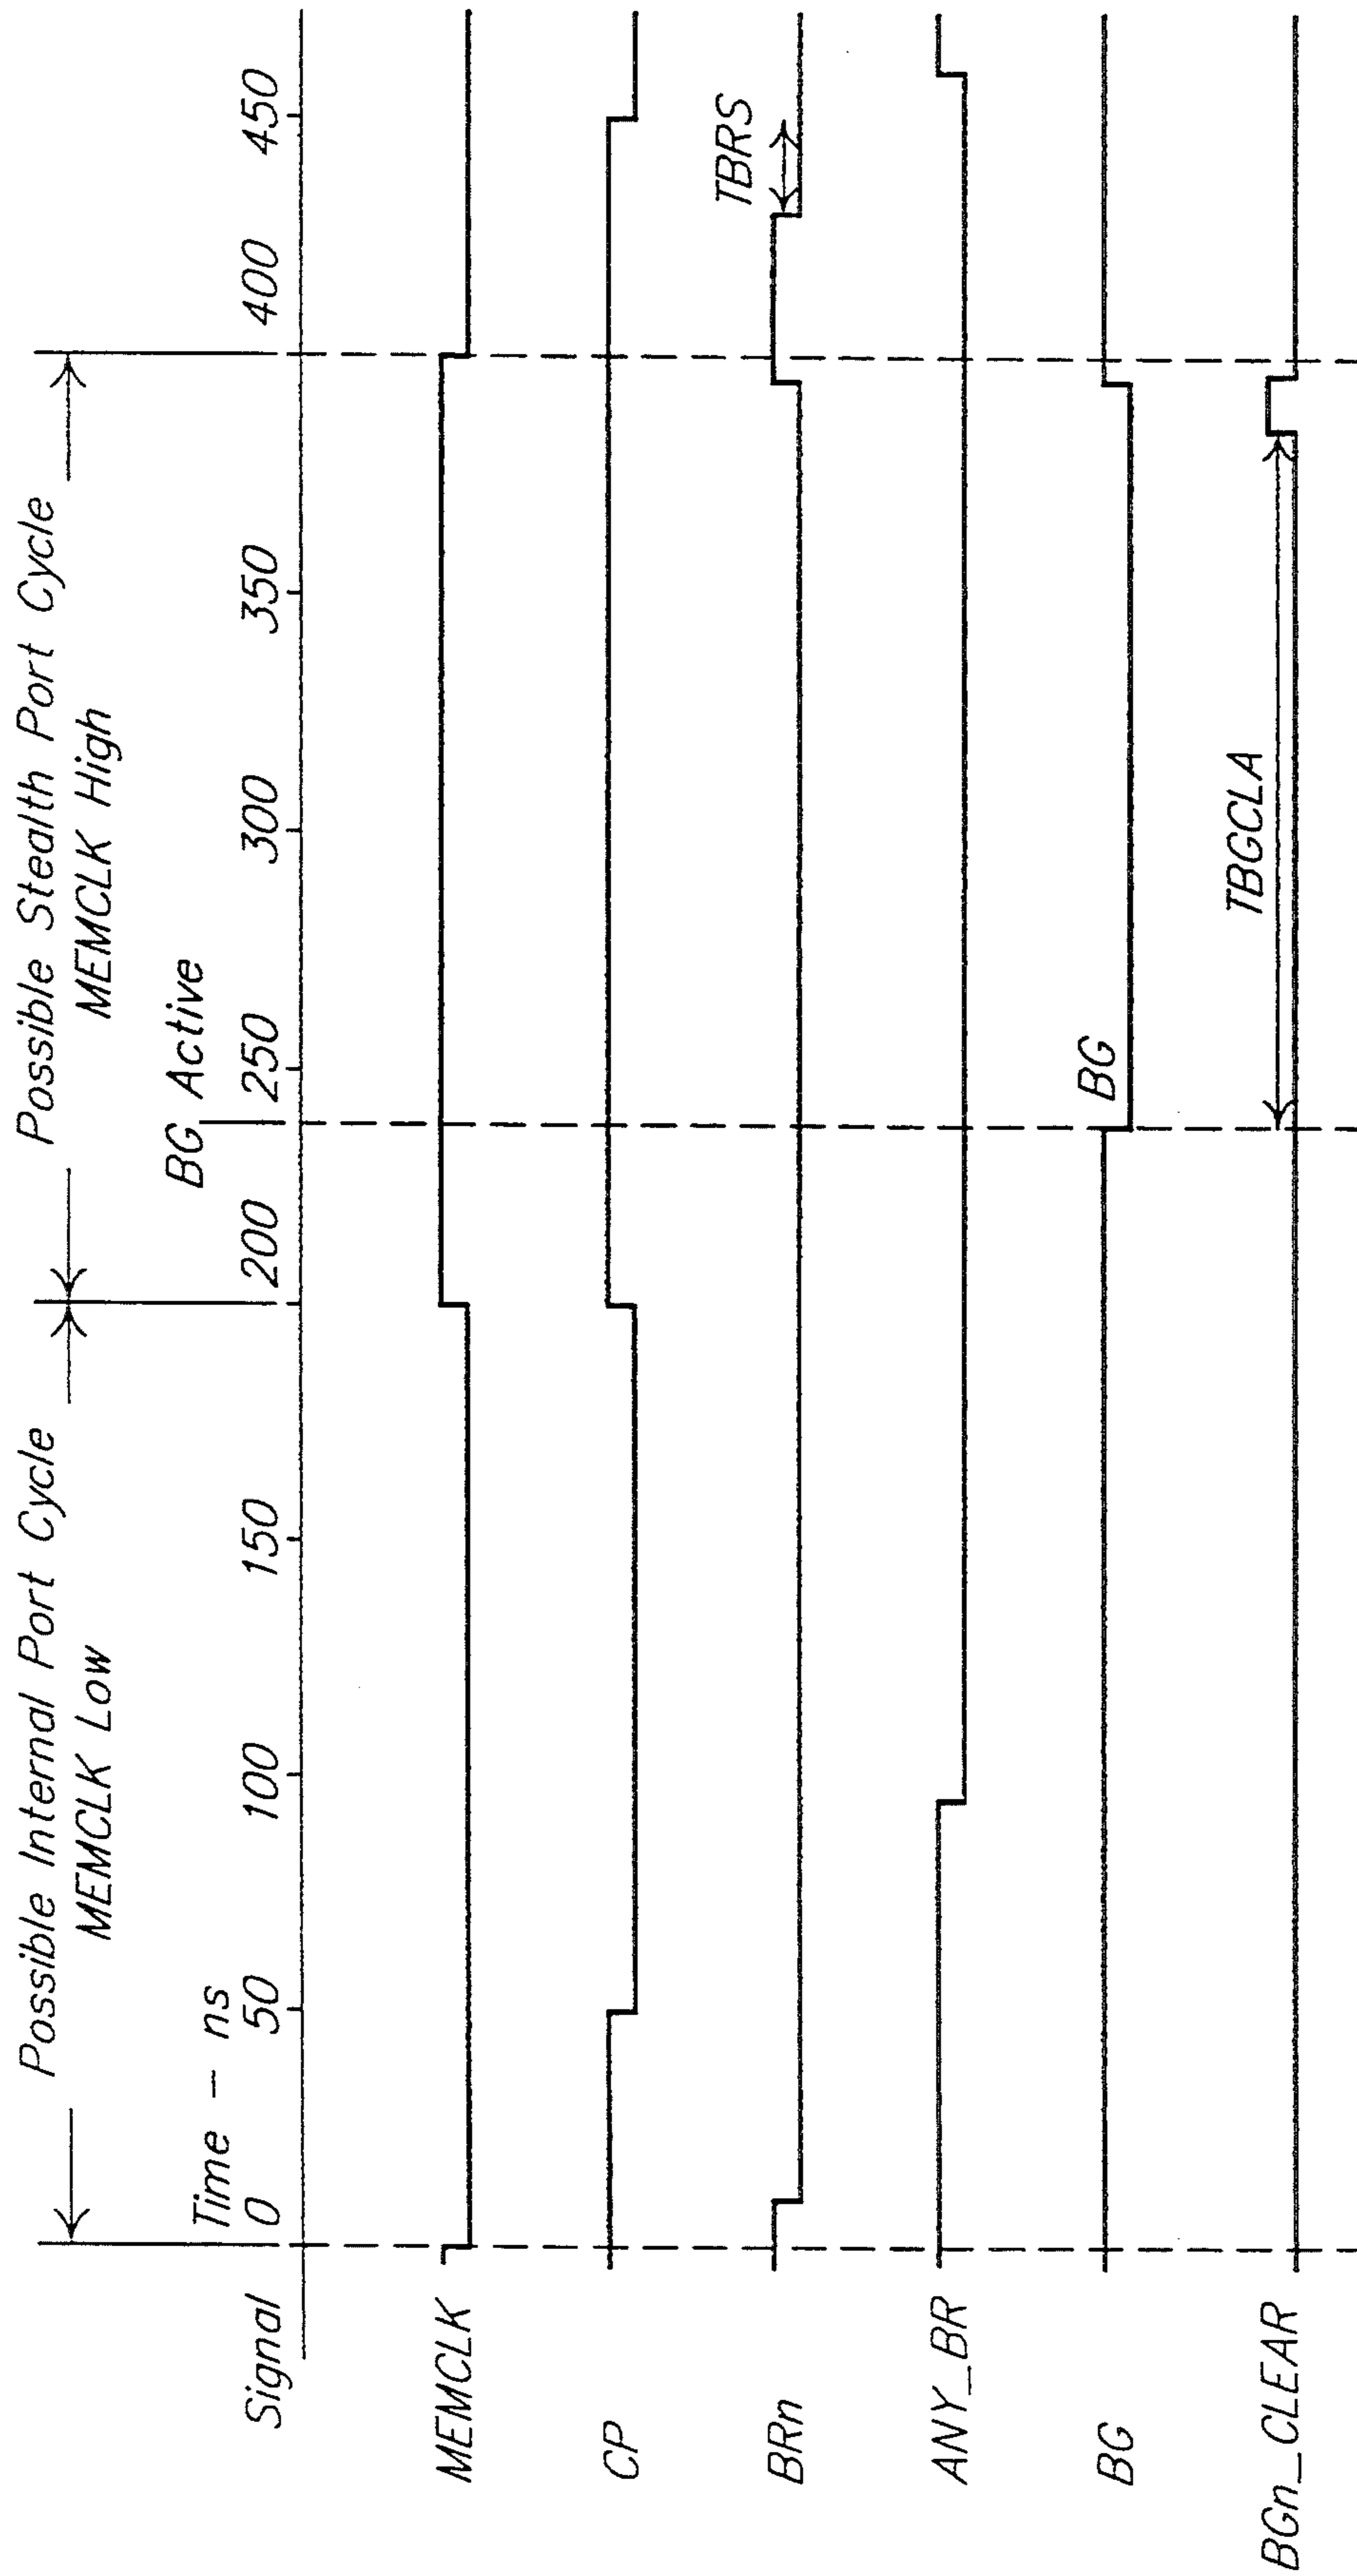 Possible Internal Port Cycle
MEMCLK Low
Possible Stealth Port Cycle
MEMCLK High
Time - ns
BG Active
Signal
0
50
100
150
200
250
300
350
400
450
MEMCLK
CP
BRn
TBRS
ANY_BR
BG
BG
BGn_CLEAR
TBGCLA